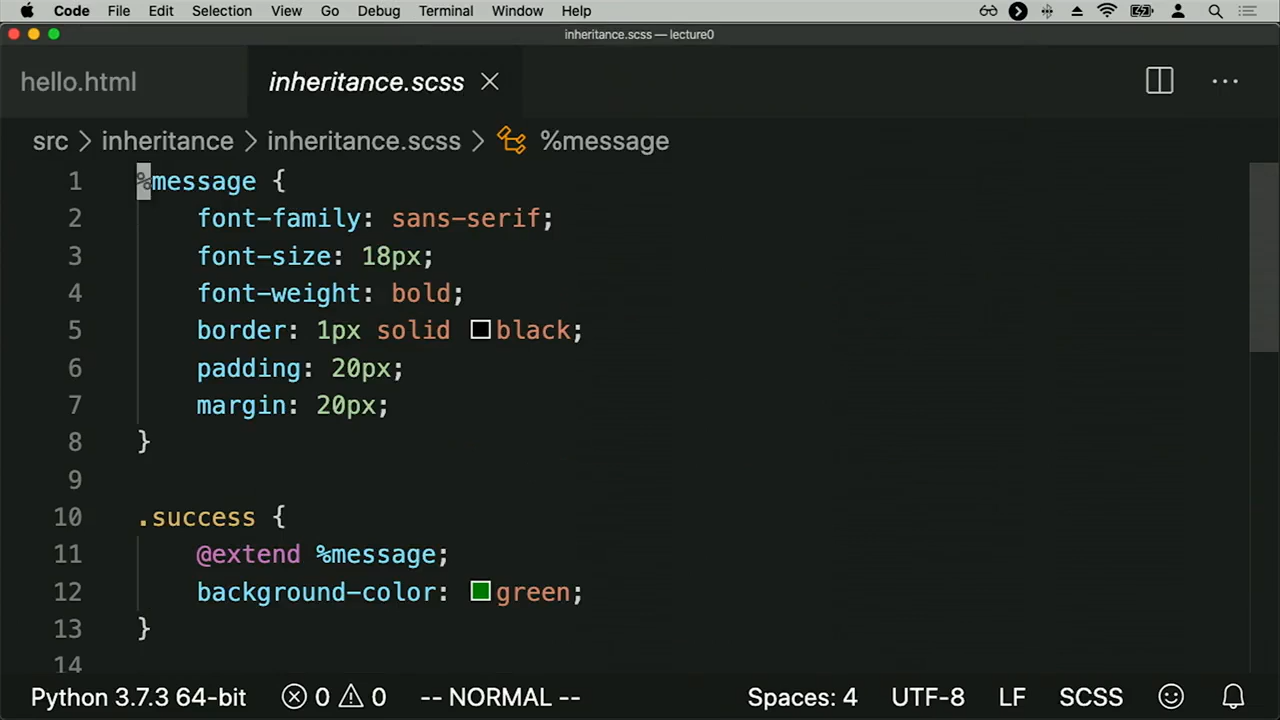 Code File Edit Selection View Go Debug Terminal Window Help
inheritance.scss — lecture0
hello.html inheritance.scss
src > inheritance > inheritance.scss > %message
1 %message {
2 font-family: sans-serif;
3 font-size: 18px;
4 font-weight: bold;
5 border: 1px solid black;
6 padding: 20px;
7 margin: 20px;
8 }
9
10 .success {
11 @extend %message;
12 background-color: green;
13 }
14
Python 3.7.3 64-bit 0 0 -- NORMAL -- Spaces: 4 UTF-8 LF SCSS